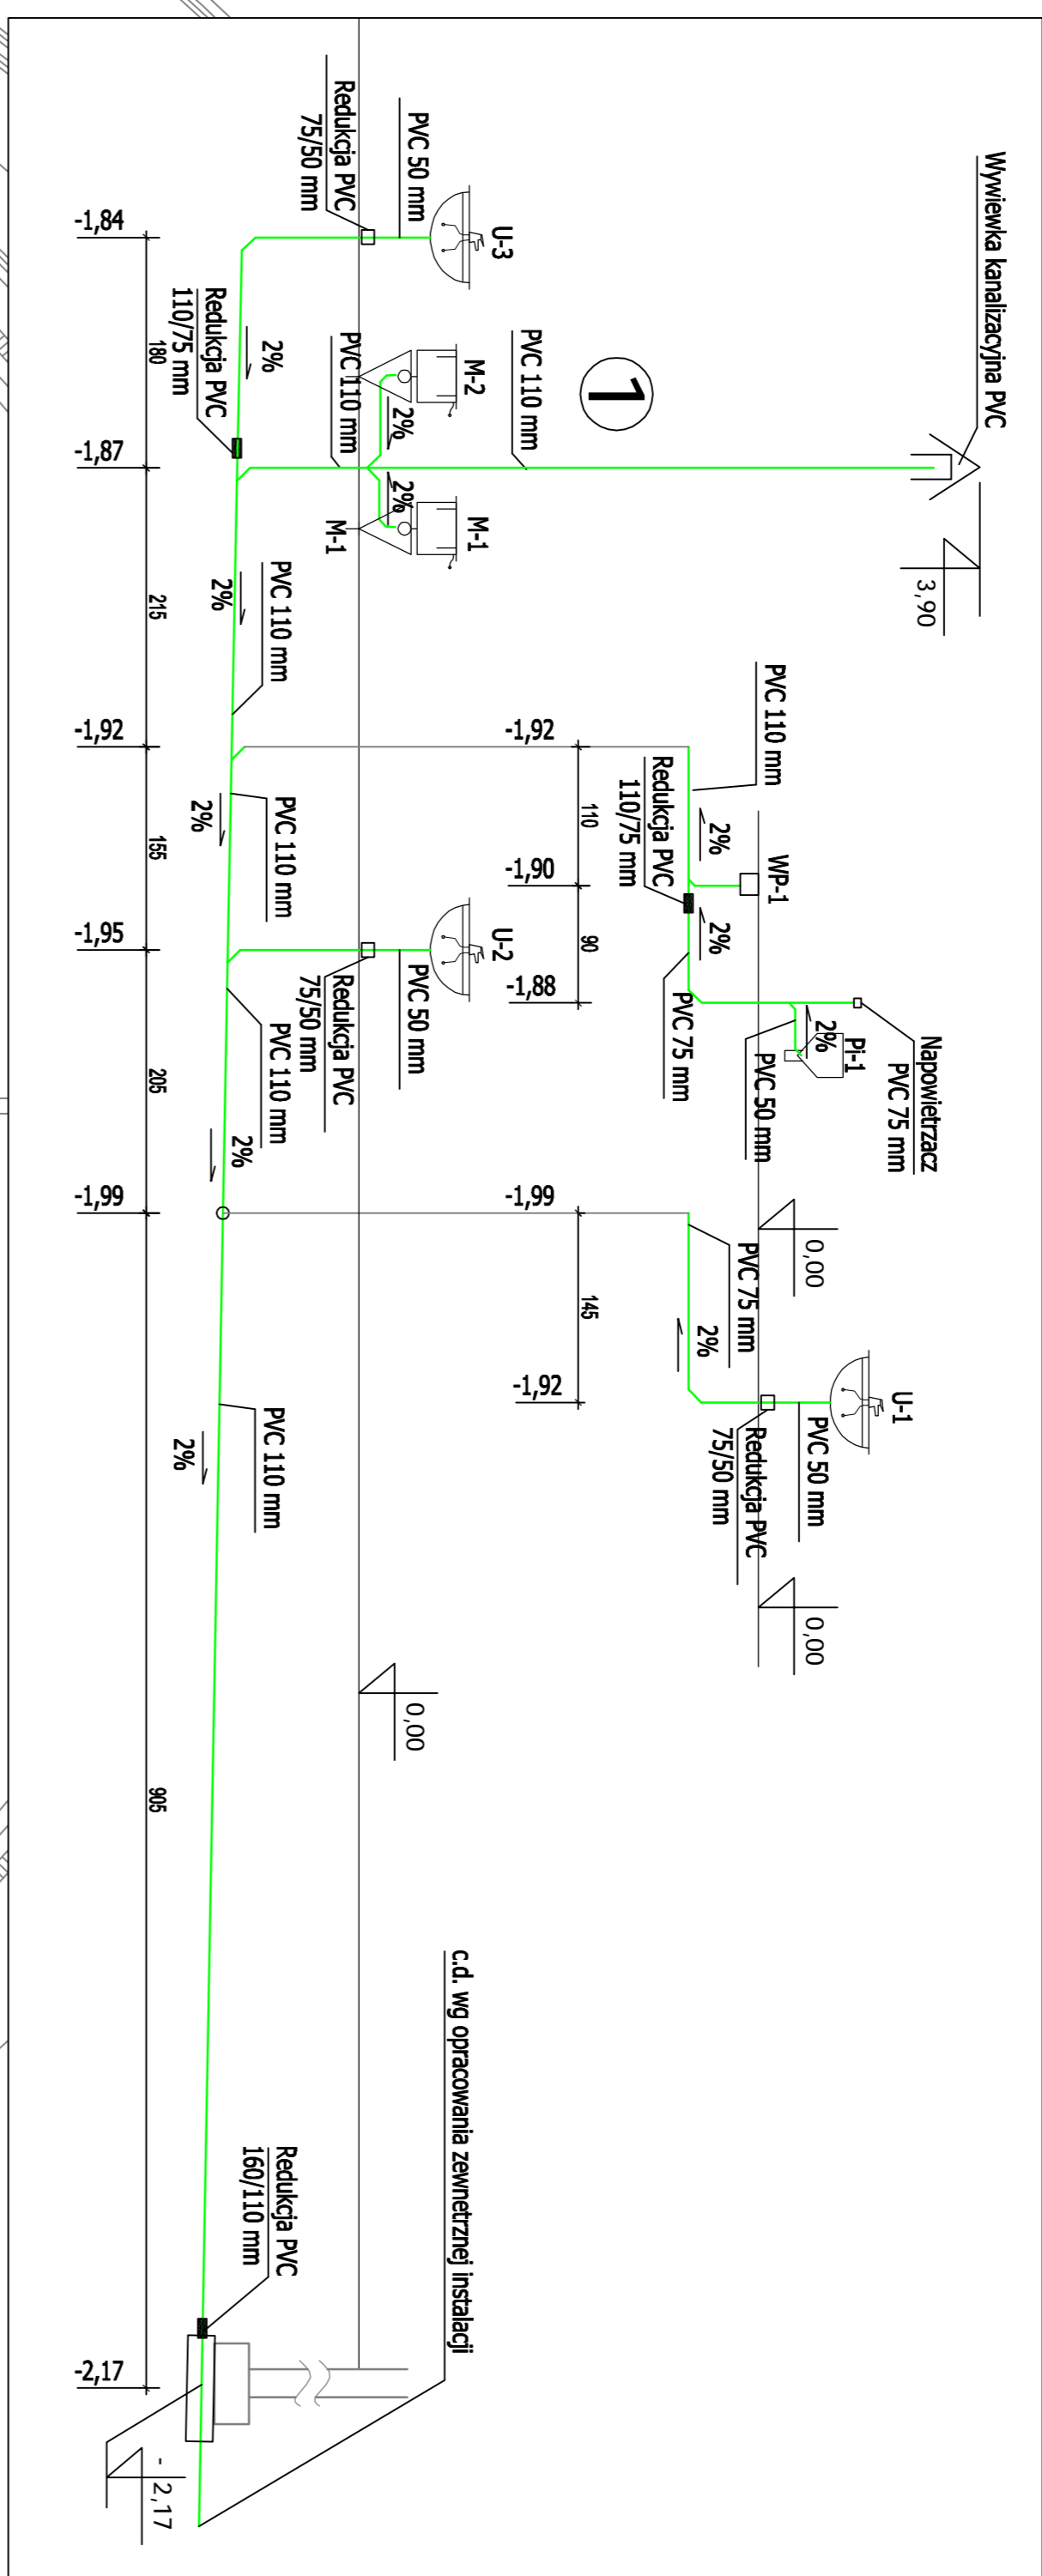 Wywiewka kanalizacyjna PVC
3,90
Napowietrzacz
PVC 75 mm
U-1
PVC 50 mm
Redukcja PVC
75/50 mm
0,00
0,00
Pi-1
2%
PVC 50 mm
WP-1
PVC 110 mm
2%
2%
Redukcja PVC
110/75 mm
PVC 75 mm
PVC 75 mm
2%
-1,92
110
-1,90
90
-1,88
-1,99
145
-1,92
1
PVC 110 mm
U-3
PVC 50 mm
Redukcja PVC
75/50 mm
M-2
M-1
2%
2%
PVC 110 mm
M-1
U-2
PVC 50 mm
Redukcja PVC
75/50 mm
0,00
c.d. wg opracowania zewnetrznej instalacji
2%
Redukcja PVC
110/75 mm
PVC 110 mm
2%
PVC 110 mm
2%
PVC 110 mm
2%
PVC 110 mm
2%
Redukcja PVC
160/110 mm
-1,84
180
-1,87
215
-1,92
155
-1,95
205
-1,99
905
-2,17
- 2,17